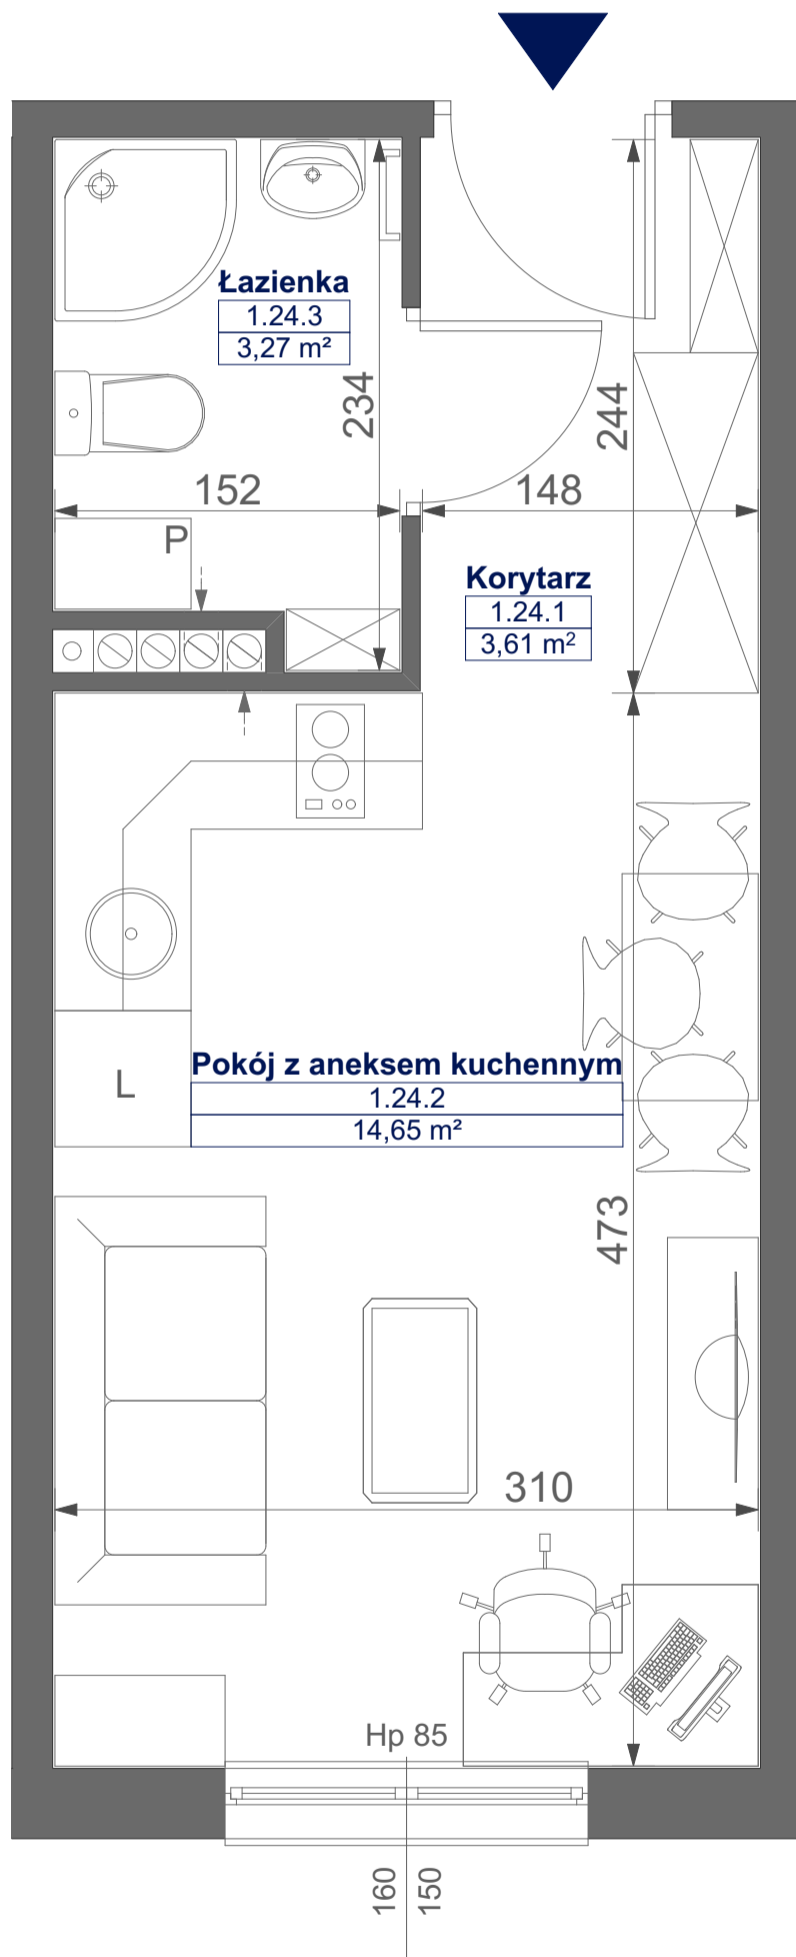 Łazienka
1.24.3
3,27 m²
234
244
152
148
P
Korytarz
1.24.1
3,61 m²
L
Pokój z aneksem kuchennym
1.24.2
14,65 m²
473
310
Hp 85
160
150